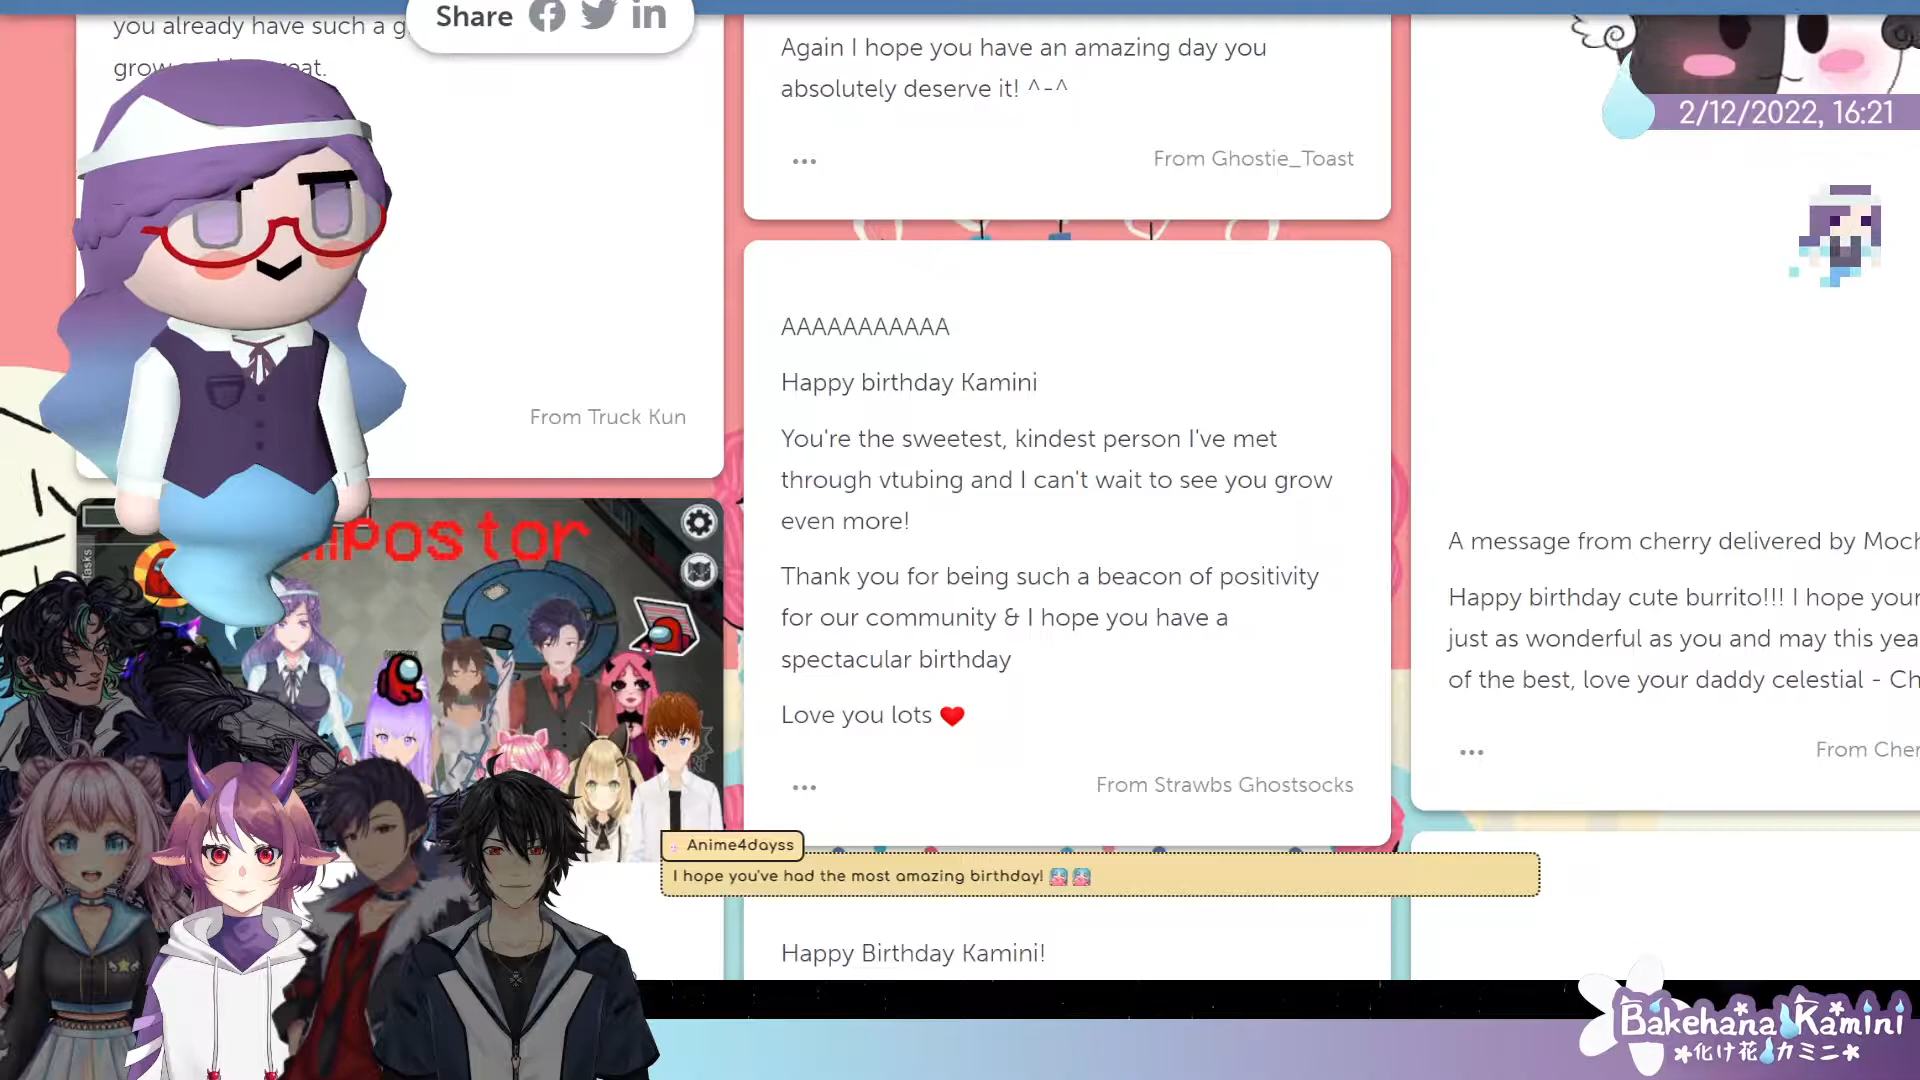 you already have such a g
grow
eat.
From Truck Kun
Share
Tasks
mpostor
Again I hope you have an amazing day you
absolutely deserve it! ^-^
...
From Ghostie_Toast
AAAAAAAAAAA
Happy birthday Kamini
You're the sweetest, kindest person I've met
through vtubing and I can't wait to see you grow
even more!
Thank you for being such a beacon of positivity
for our community & I hope you have a
spectacular birthday
Love you lots ❤
...
From Strawbs Ghostsocks
Anime4dayss
I hope you've had the most amazing birthday!
Happy Birthday Kamini!
2/12/2022, 16:21
A message from cherry delivered by Moch
Happy birthday cute burrito!!! I hope your
just as wonderful as you and may this yea
of the best, love your daddy celestial - Ch
...
From Cher
Bakehana Kamini
化け花カミニ